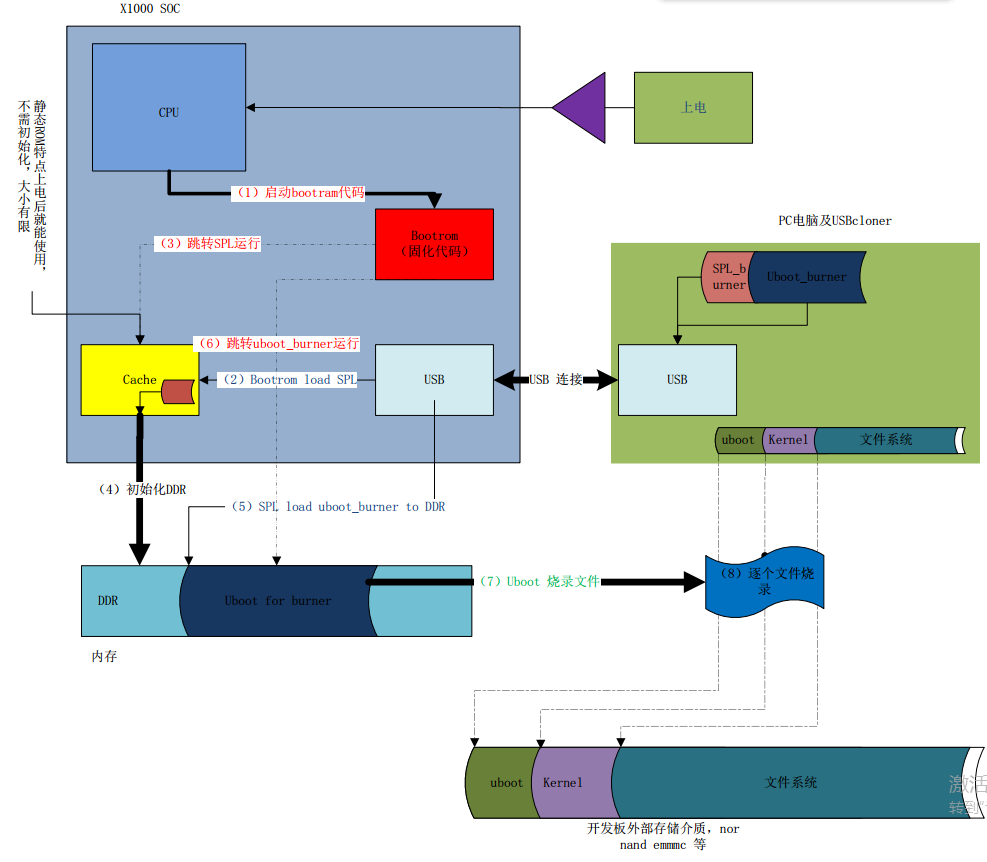 X1000 SOC
CPU
上电
静态ROM特点上电后就能使用，
不需初始化，大小有限
（1）启动bootram代码
PC电脑及USBcloner
Bootrom
（固化代码）
（3）跳转SPL运行
SPL_b
urner
Uboot_burner
（6）跳转uboot_burner运行
Cache
（2）Bootrom load SPL
USB
USB 连接
USB
uboot
Kernel
文件系统
（4）初始化DDR
（5）SPL load uboot_burner to DDR
DDR
Uboot for burner
（7）Uboot 烧录文件
（8）逐个文件烧
录
内存
uboot
Kernel
文件系统
激活
转到"
开发板外部存储介质，nor
nand emmmc 等